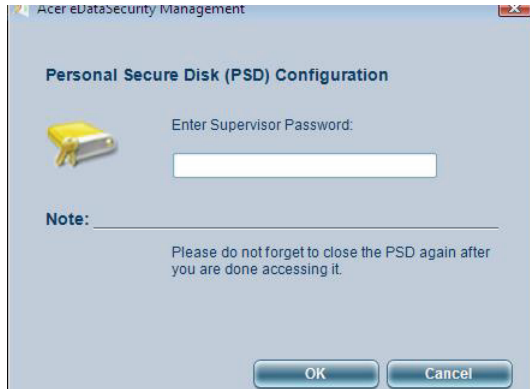 Acer eDataSecurity Management
Personal Secure Disk (PSD) Configuration
Enter Supervisor Password:
Note:
Please do not forget to close the PSD again after
you are done accessing it.
OK
Cancel